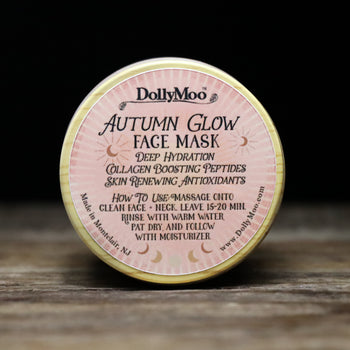 DollyMoo™
Autumn Glow
Face Mask
Deep Hydration
Collagen Boosting Peptides
Skin Renewing Antioxidants
How To Use: Massage onto
clean face + neck. Leave 15-20 min.
Rinse with warm water,
pat dry, and follow
with moisturizer.
Made in Montclair, NJ
www.DollyMoo.com